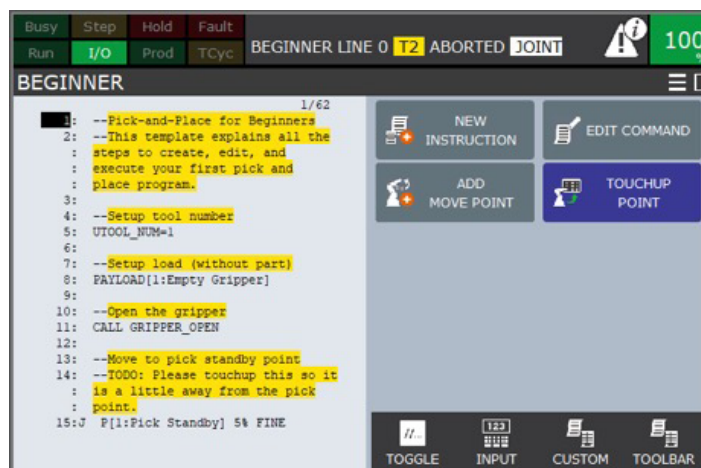 Busy Step Hold Fault
Run I/O Prod TCyc
BEGINNER LINE 0 T2 ABORTED JOINT
100
BEGINNER
1/62
1: --Pick-and-Place for Beginners
2: --This template explains all the
: steps to create, edit, and
: execute your first pick and
: place program.
3:
4: --Setup tool number
5: UTOOL_NUM=1
6:
7: --Setup load (without part)
8: PAYLOAD[1:Empty Gripper]
9:
10: --Open the gripper
11: CALL GRIPPER_OPEN
12:
13: --Move to pick standby point
14: --TODO: Please touchup this so it
: is a little away from the pick
: point.
15:J P[1:Pick Standby] 5% FINE
NEW
INSTRUCTION
EDIT COMMAND
ADD
MOVE POINT
TOUCHUP
POINT
//...
123
TOGGLE INPUT CUSTOM TOOLBAR